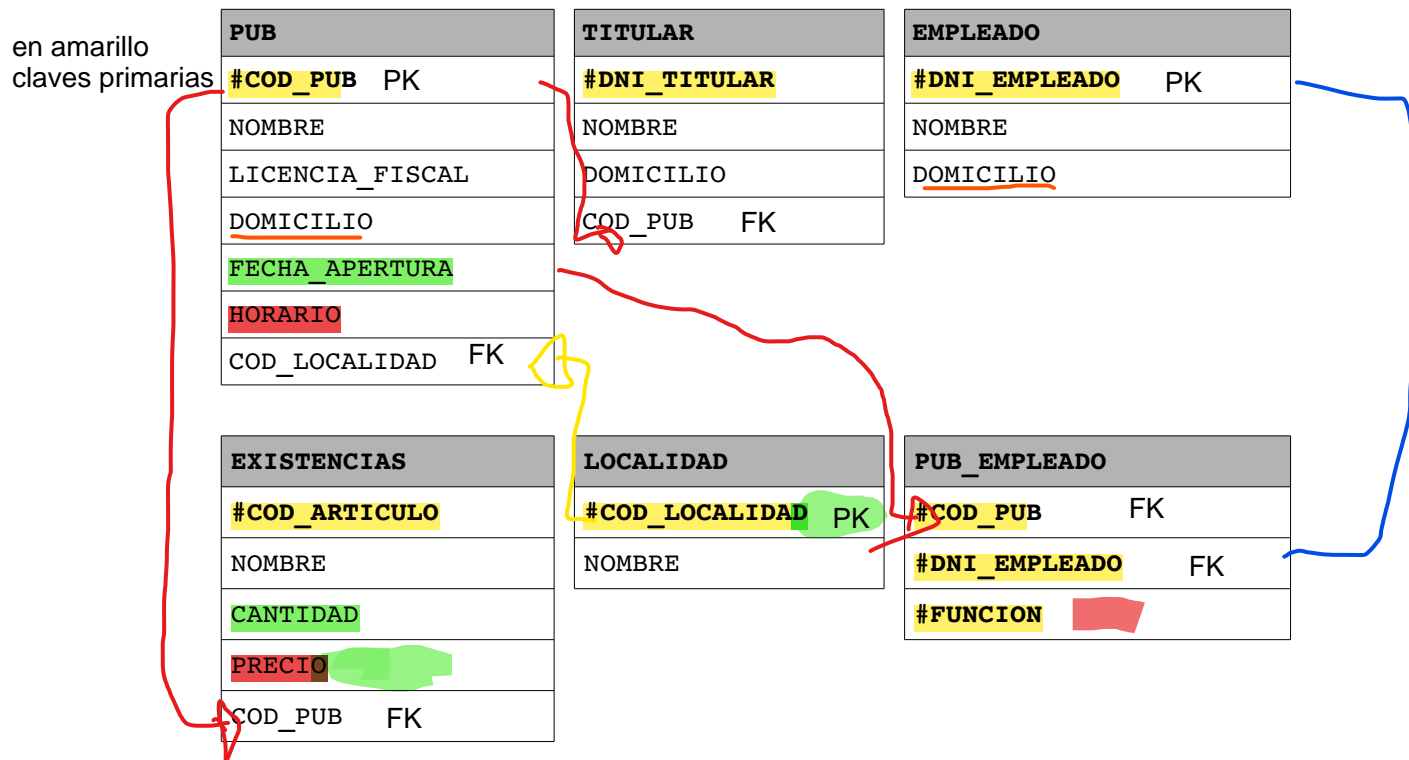 en amarillo
claves primarias
PUB
#COD_PUB PK
NOMBRE
LICENCIA_FISCAL
DOMICILIO
FECHA_APERTURA
HORARIO
COD_LOCALIDAD FK
TITULAR
#DNI_TITULAR
NOMBRE
DOMICILIO
COD_PUB FK
EMPLEADO
#DNI_EMPLEADO PK
NOMBRE
DOMICILIO
EXISTENCIAS
#COD_ARTICULO
NOMBRE
CANTIDAD
PRECIO
COD_PUB FK
LOCALIDAD
#COD_LOCALIDAD PK
NOMBRE
PUB_EMPLEADO
#COD_PUB FK
#DNI_EMPLEADO FK
#FUNCION